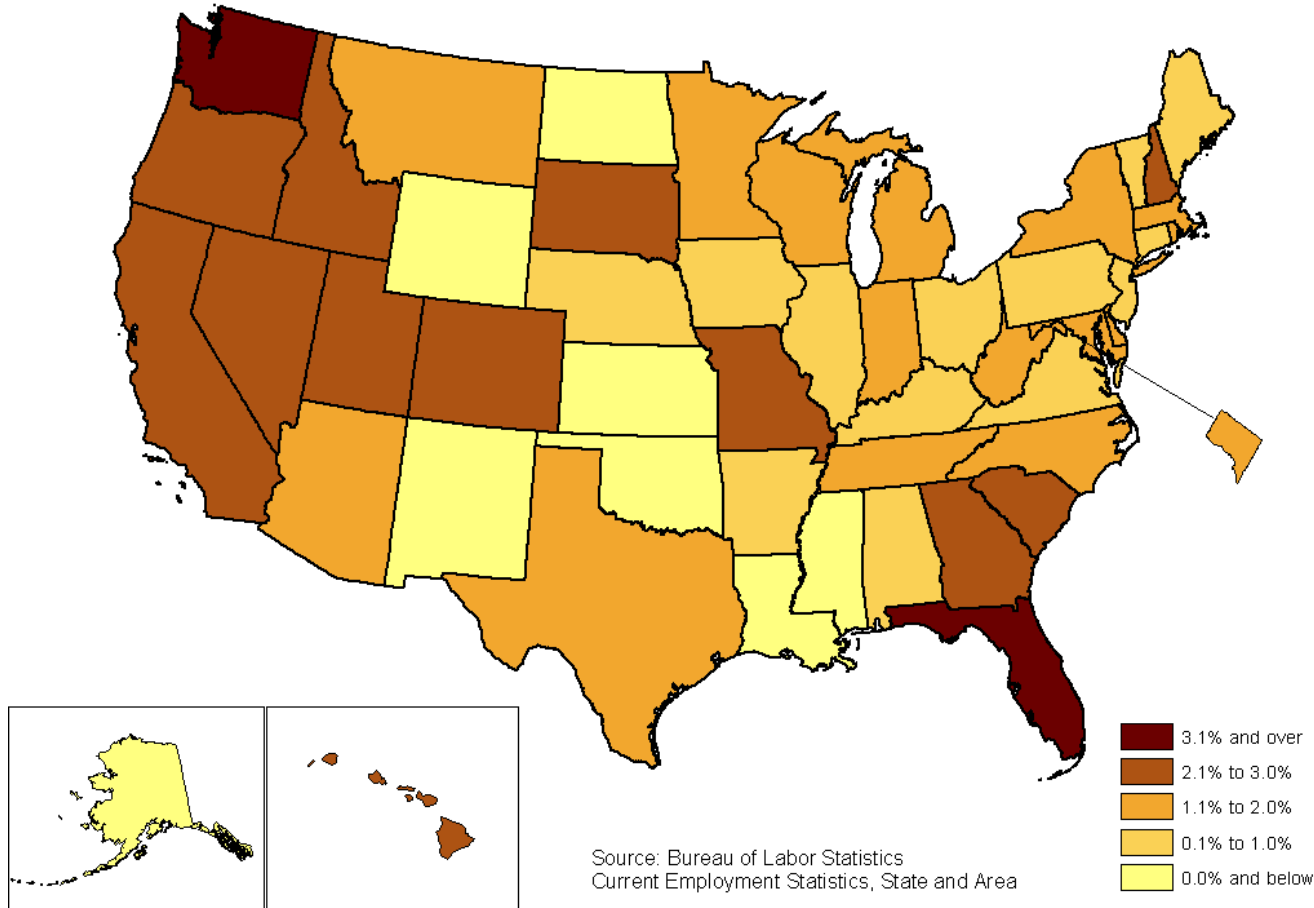 3.1% and over
2.1% to 3.0%
1.1% to 2.0%
0.1% to 1.0%
0.0% and below
Source: Bureau of Labor Statistics
Current Employment Statistics, State and Area